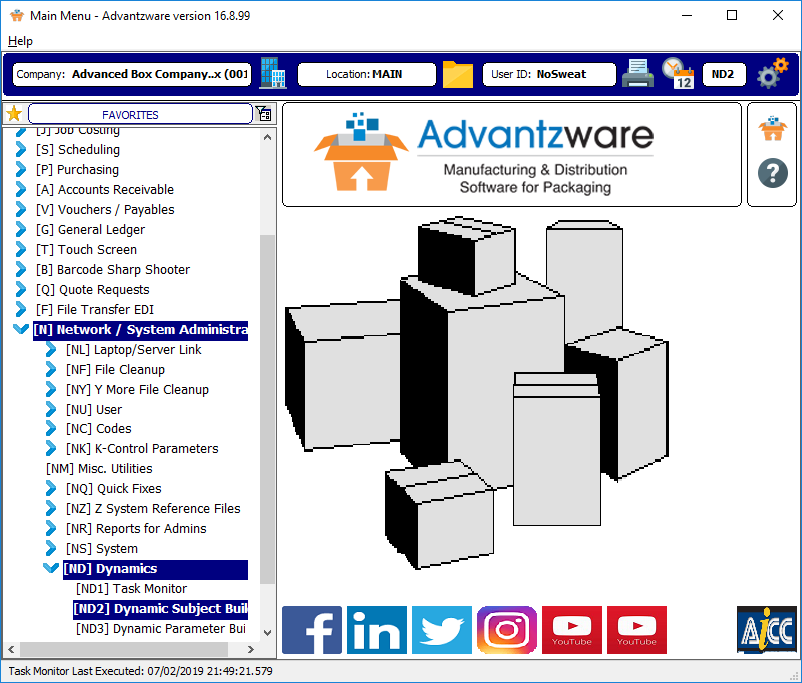 Main Menu - Advantzware version 16.8.99
Help
Company: Advanced Box Company..x (001
Location: MAIN
User ID: NoSweat
12
ND2
FAVORITES
[J] Job Costing
[S] Scheduling
[P] Purchasing
[A] Accounts Receivable
[V] Vouchers / Payables
[G] General Ledger
[T] Touch Screen
[B] Barcode Sharp Shooter
[Q] Quote Requests
[F] File Transfer EDI
[N] Network / System Administra
[NL] Laptop/Server Link
[NF] File Cleanup
[NY] Y More File Cleanup
[NU] User
[NC] Codes
[NK] K-Control Parameters
[NM] Misc. Utilities
[NQ] Quick Fixes
[NZ] Z System Reference Files
[NR] Reports for Admins
[NS] System
[ND] Dynamics
[ND1] Task Monitor
[ND2] Dynamic Subject Buil
[ND3] Dynamic Parameter Bui
Advantzware
Manufacturing & Distribution
Software for Packaging
?
f
in
YouTube
YouTube
AICC
Task Monitor Last Executed: 07/02/2019 21:49:21.579